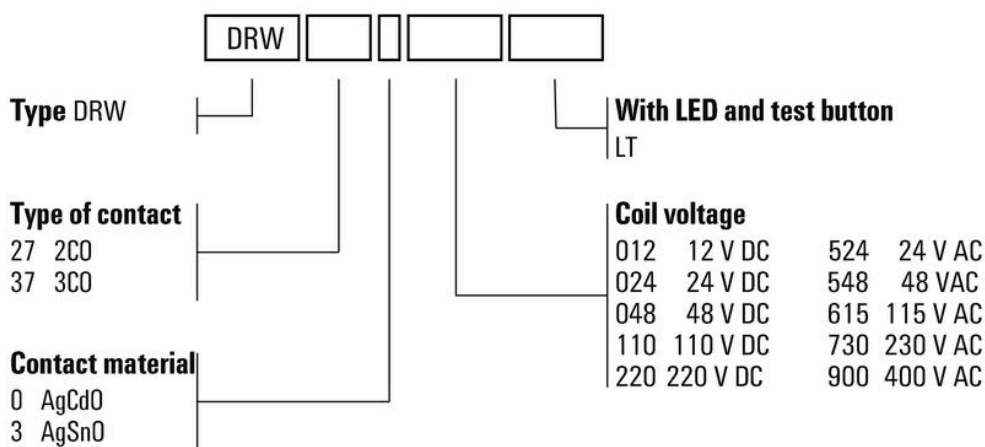 DRW
Type DRW
With LED and test button
LT
Type of contact
27 2CO
37 3CO
Coil voltage
012 12 V DC 524 24 V AC
024 24 V DC 548 48 VAC
048 48 V DC 615 115 V AC
110 110 V DC 730 230 V AC
220 220 V DC 900 400 V AC
Contact material
0 AgCdO
3 AgSnO